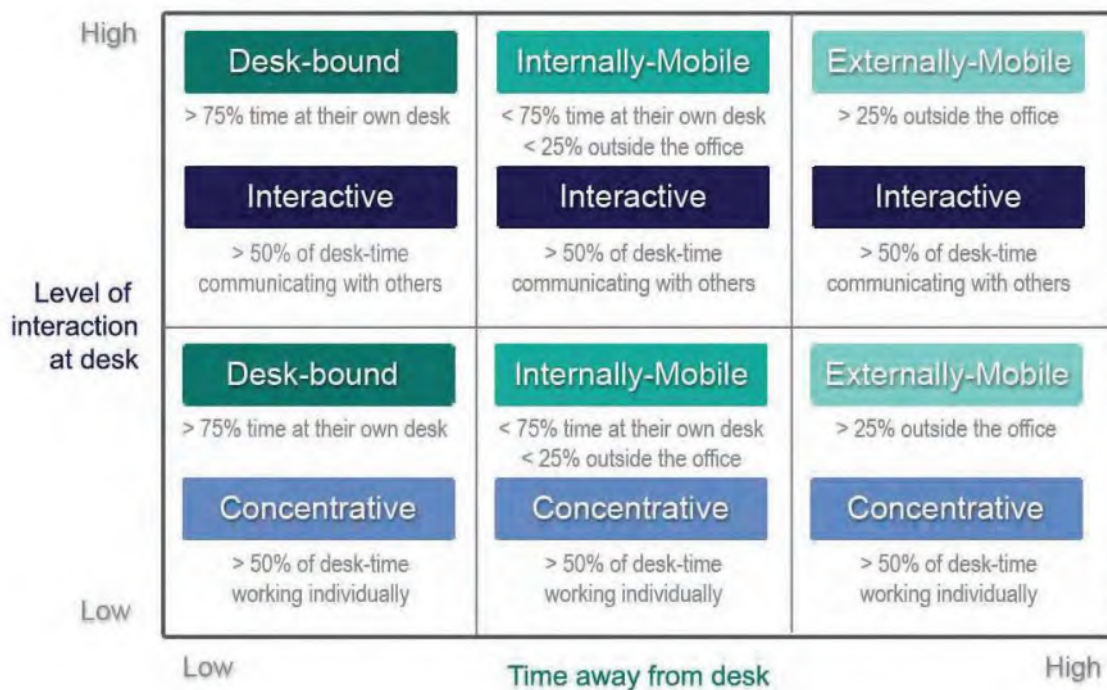 High
Desk-bound
Internally-Mobile
Externally-Mobile
> 75% time at their own desk
< 75% time at their own desk
< 25% outside the office
> 25% outside the office
Interactive
Interactive
Interactive
> 50% of desk-time
communicating with others
> 50% of desk-time
communicating with others
> 50% of desk-time
communicating with others
Level of
interaction
at desk
Desk-bound
Internally-Mobile
Externally-Mobile
> 75% time at their own desk
< 75% time at their own desk
< 25% outside the office
> 25% outside the office
Concentrative
Concentrative
Concentrative
> 50% of desk-time
working individually
> 50% of desk-time
working individually
> 50% of desk-time
working individually
Low
Low
Time away from desk
High